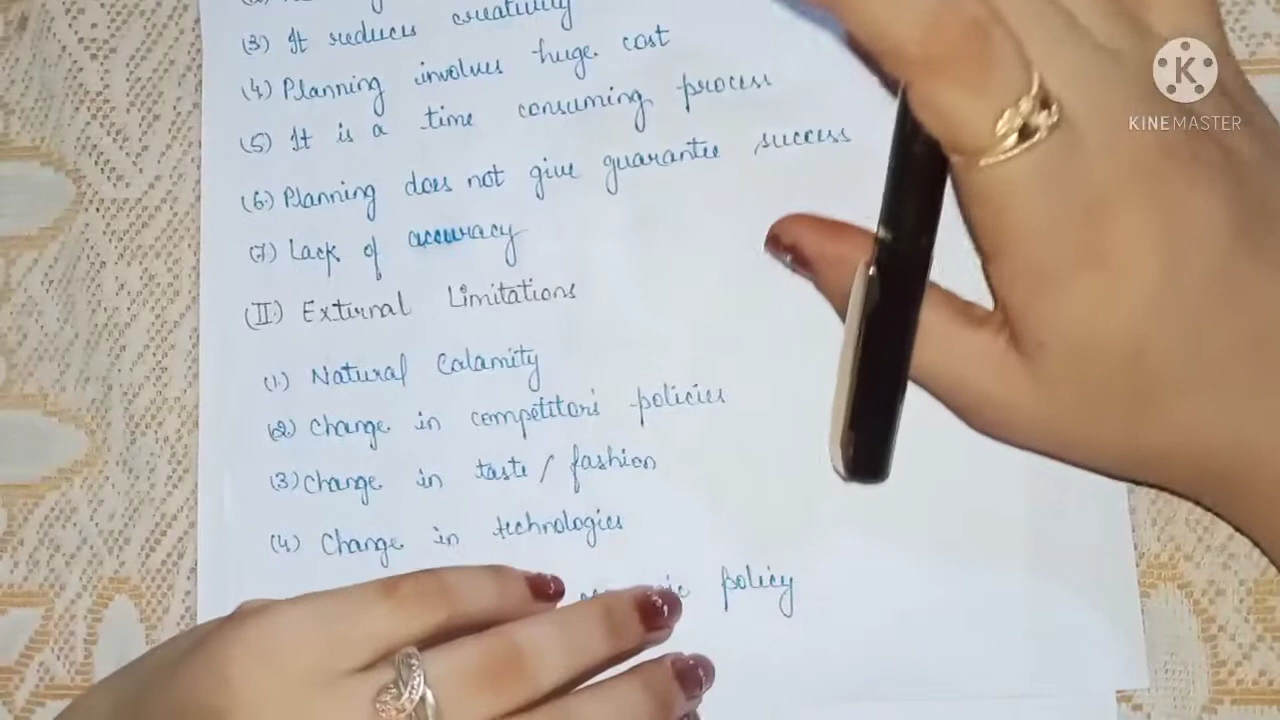 (3) It reduces creativity
(4) Planning involves huge cost
(5) It is a time consuming process
(6) Planning does not give guarantee success
(7) Lack of accuracy
(II) External Limitations
(1) Natural Calamity
(2) Change in competitors policies
(3) Change in taste / fashion
(4) Change in technologies
policy
KINEMASTER